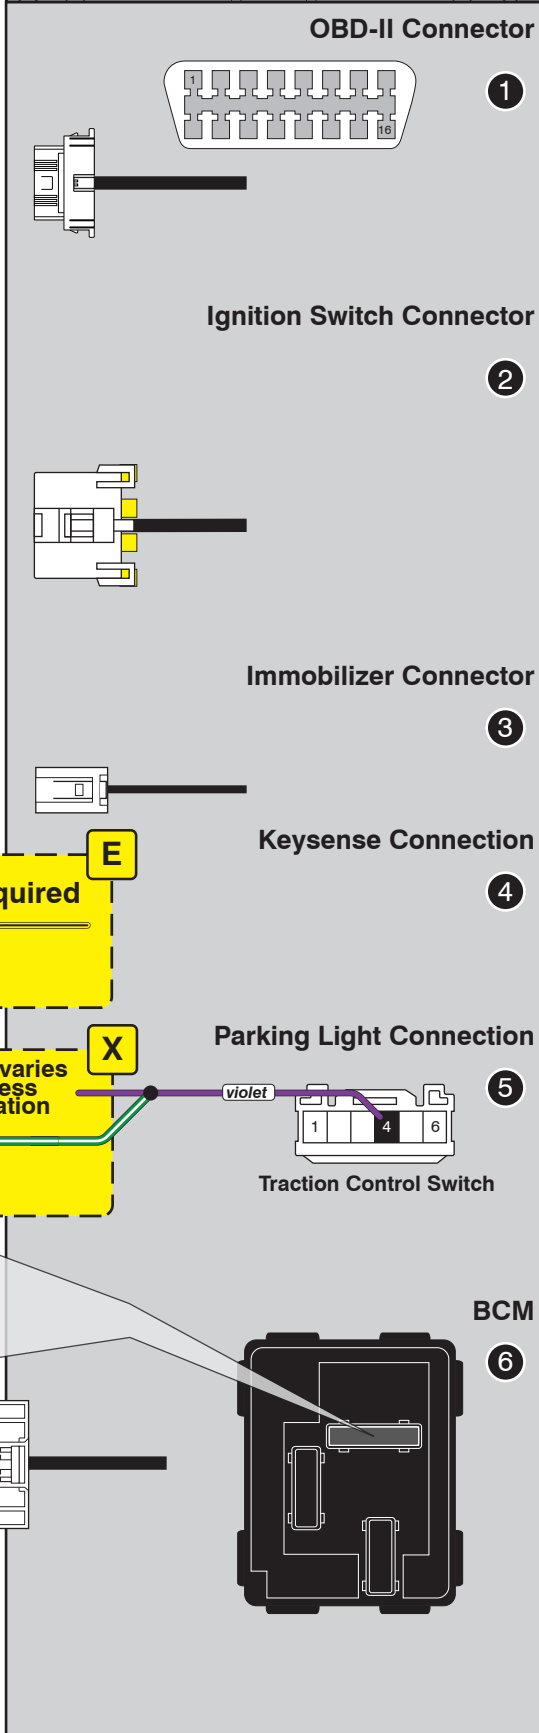 OBD-II Connector
1
1
16
Ignition Switch Connector
2
Immobilizer Connector
3
Keysense Connection
E
quired
4
Parking Light Connection
X
varies
ess
ation
5
violet
1
4
6
Traction Control Switch
BCM
6